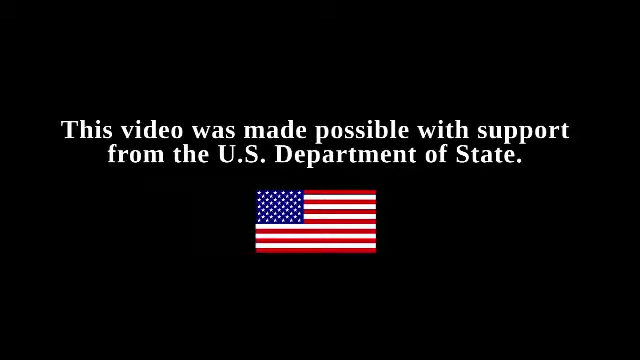 This video was made possible with support
from the U.S. Department of State.